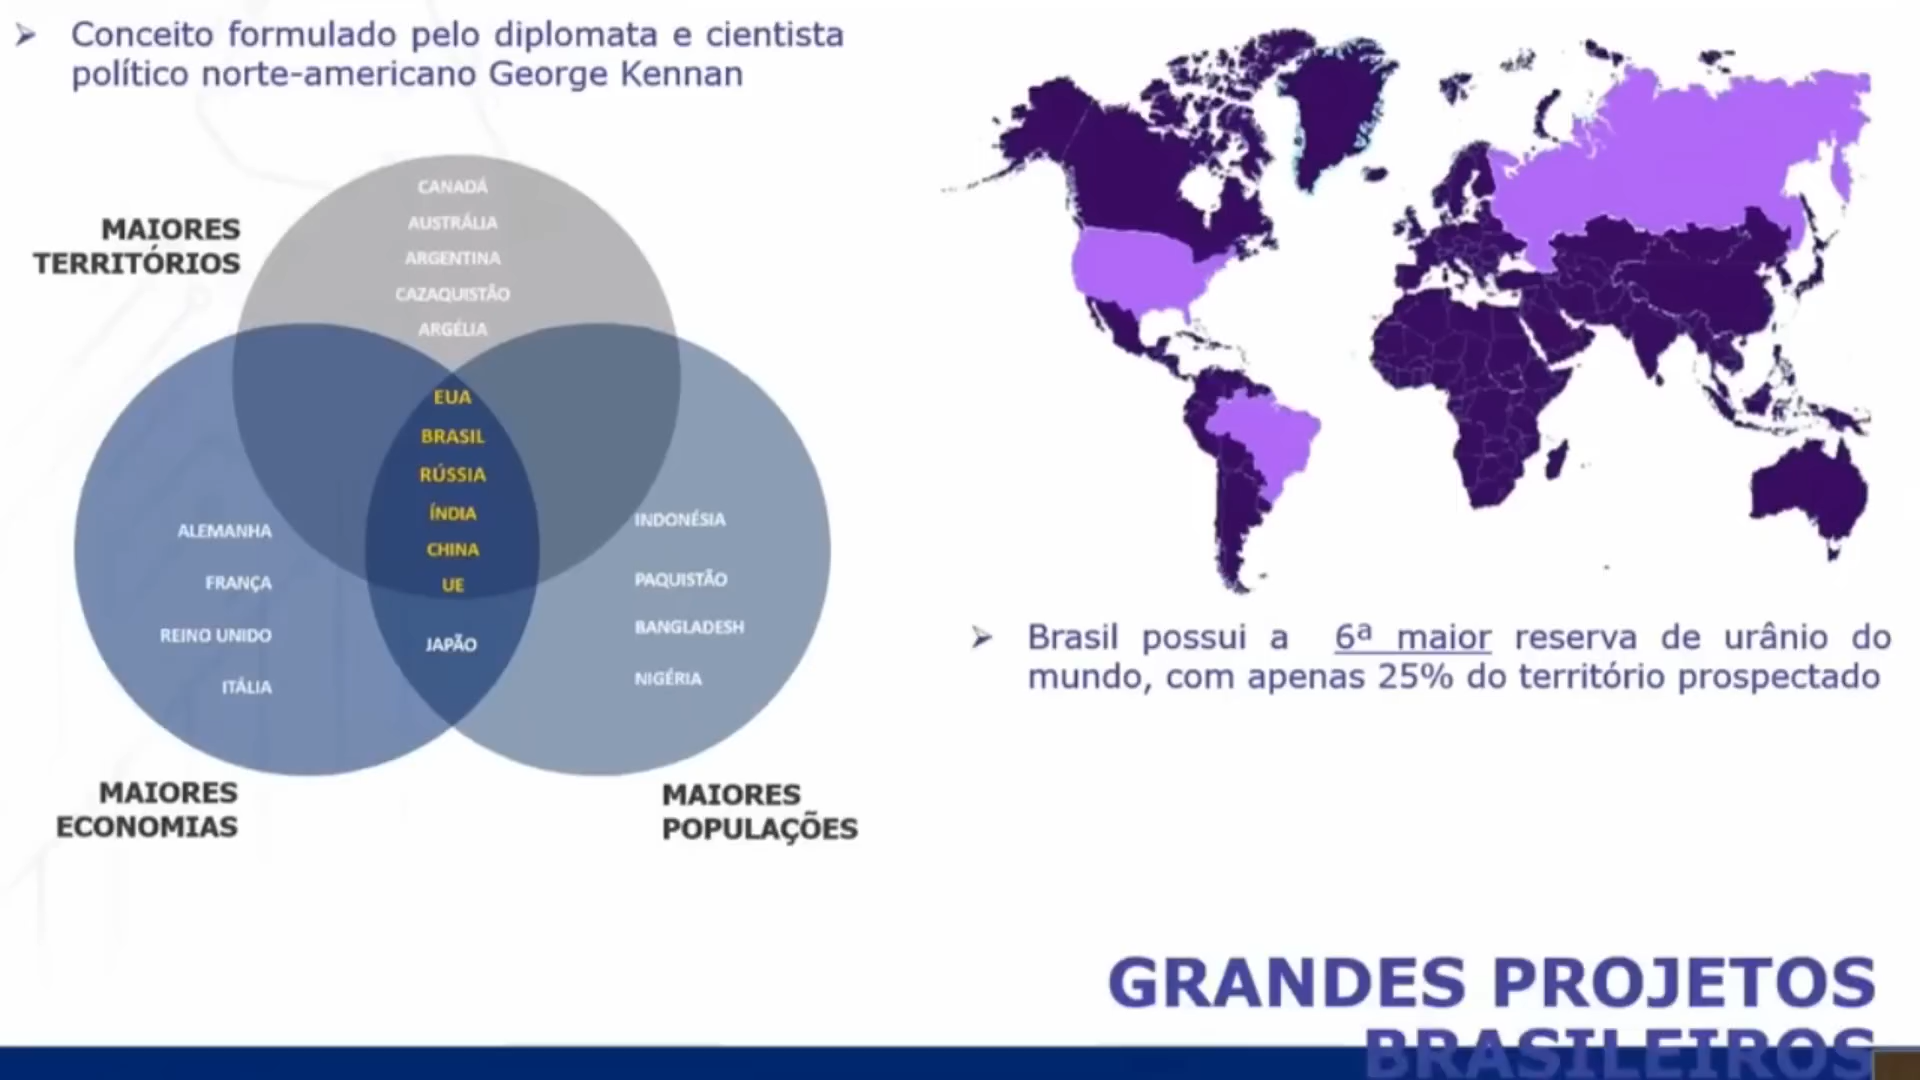 ➢ Conceito formulado pelo diplomata e cientista
político norte-americano George Kennan
MAIORES
TERRITÓRIOS
CANADÁ
AUSTRÁLIA
ARGENTINA
CAZAQUISTÃO
ARGÉLIA
EUA
BRASIL
RÚSSIA
ÍNDIA
CHINA
UE
JAPÃO
ALEMANHA
FRANÇA
REINO UNIDO
ITÁLIA
INDONÉSIA
PAQUISTÃO
BANGLADESH
NIGÉRIA
MAIORES
ECONOMIAS
MAIORES
POPULAÇÕES
➢ Brasil possui a 6ª maior reserva de urânio do
mundo, com apenas 25% do território prospectado
GRANDES PROJETOS
BRASILEIROS